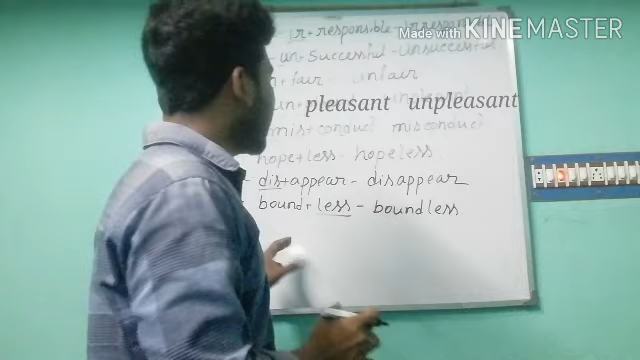 Made with KINEMASTER
ir + responsible - irresponsible
un + successful - unsuccessful
n + fair - unfair
pleasant unpleasant
un +
mis + conduct misconduct
hope + less - hopeless
- dis + appear - disappear
bound + less - boundless